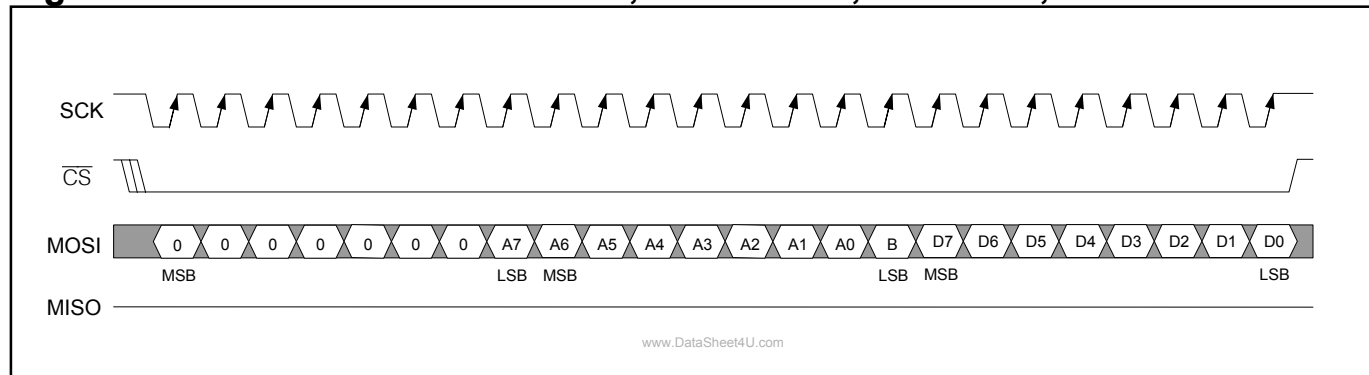 SCK
CS
MOSI 0 0 0 0 0 0 0 A7 A6 A5 A4 A3 A2 A1 A0 B D7 D6 D5 D4 D3 D2 D1 D0
MSB LSB MSB LSB MSB LSB
MISO
www.DataSheet4U.com